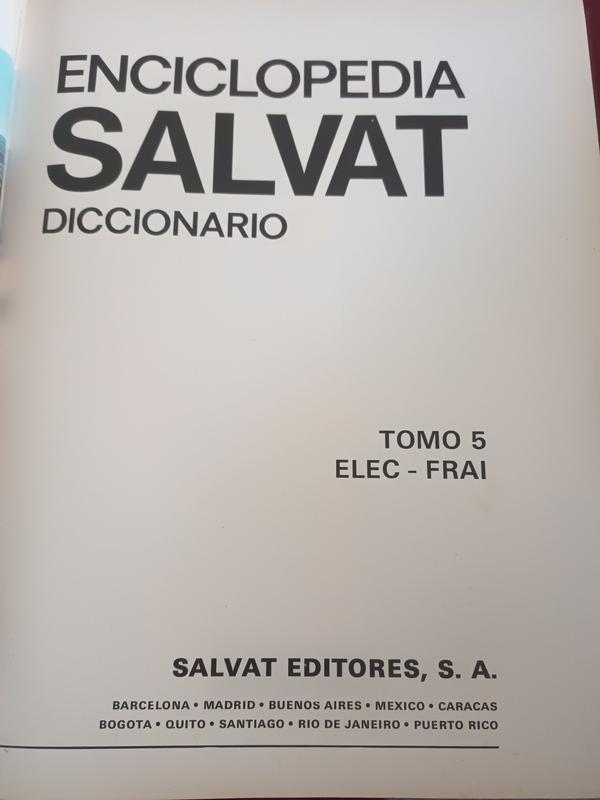 ENCICLOPEDIA
SALVAT
DICCIONARIO
TOMO 5
ELEC - FRAI
SALVAT EDITORES, S. A.
BARCELONA • MADRID • BUENOS AIRES • MEXICO • CARACAS
BOGOTA • QUITO • SANTIAGO • RIO DE JANEIRO • PUERTO RICO